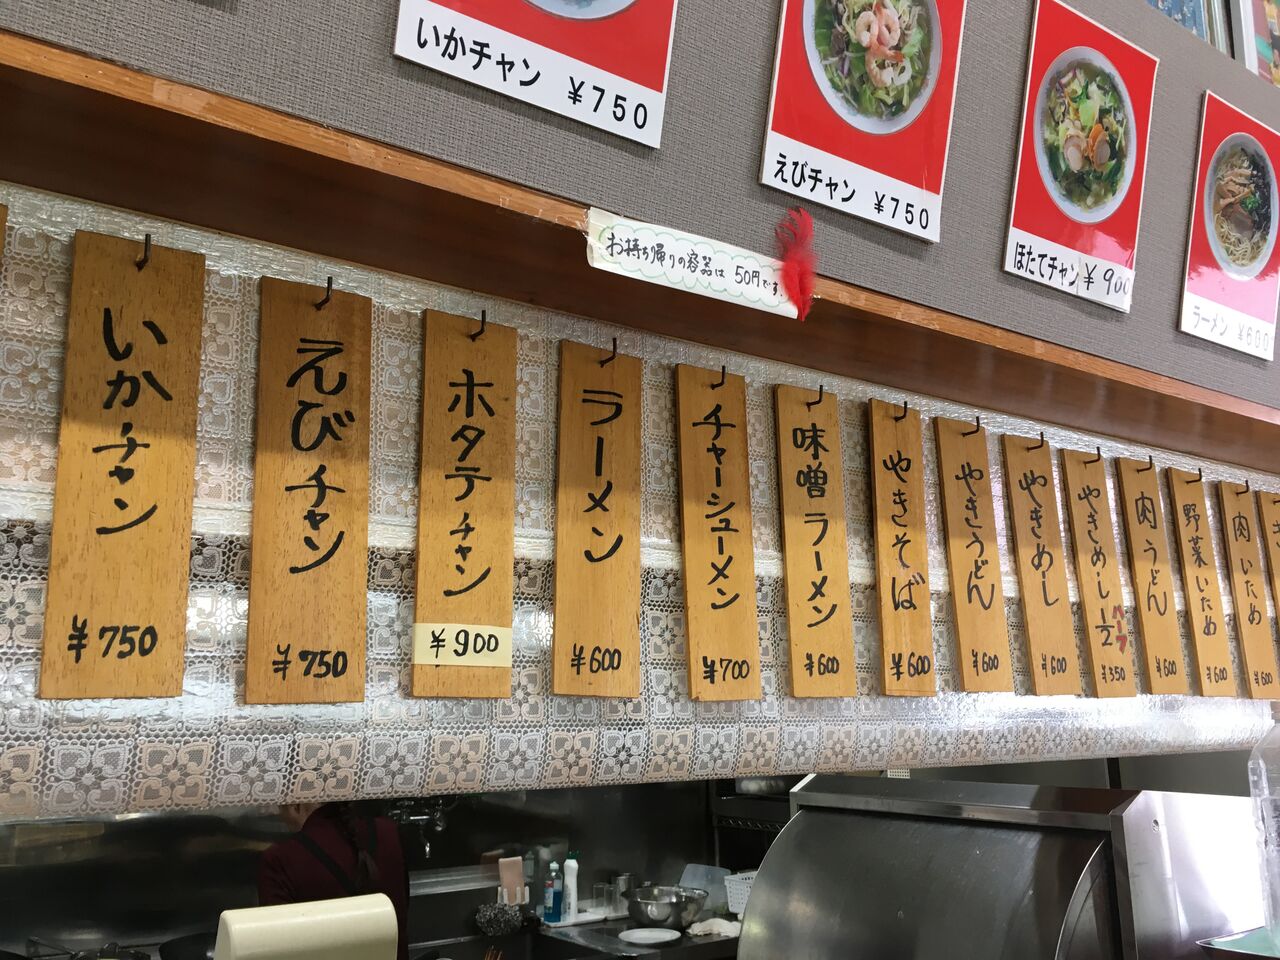 いかチャン ￥750
えびチャン ￥750
ほたてチャン ￥900
ラーメン ￥600
お持ち帰りの容器は 50円です
いかチャン
￥750
えびチャン
￥750
ホタテチャン
￥900
ラーメン
￥600
チャーシューメン
￥700
味噌ラーメン
￥600
やきそば
￥600
やきうどん
￥600
やきめし
￥600
やきめし 1/2 ハーフ
￥350
肉うどん
￥600
野菜いため
￥600
肉いため
￥600